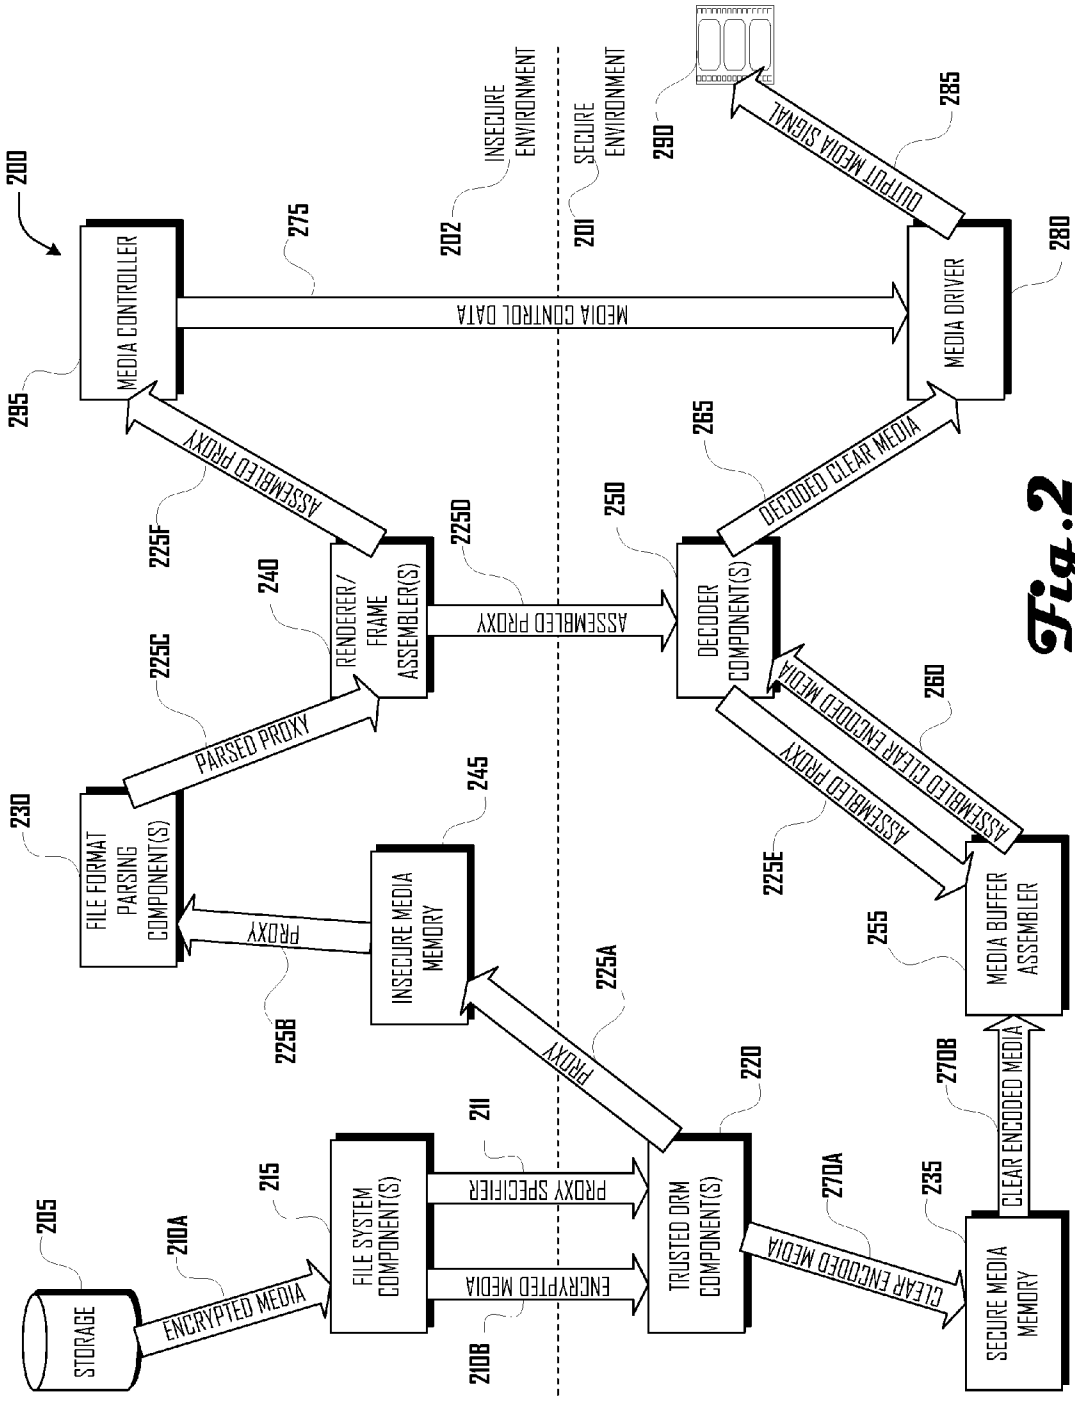 200
205
STORAGE
210A
ENCRYPTED MEDIA
215
FILE SYSTEM
COMPONENT(S)
210B
ENCRYPTED MEDIA
211
PROXY SPECIFIER
220
TRUSTED DRM
COMPONENT(S)
225A
PROXY
245
INSECURE MEDIA
MEMORY
225B
PROXY
230
FILE FORMAT
PARSING
COMPONENT(S)
225C
PARSED PROXY
240
RENDERER/
FRAME
ASSEMBLER(S)
225F
ASSEMBLED PROXY
295
MEDIA CONTROLLER
275
MEDIA CONTROL DATA
202
INSECURE
ENVIRONMENT
201
SECURE
ENVIRONMENT
225D
ASSEMBLED PROXY
250
DECODER
COMPONENT(S)
225E
ASSEMBLED PROXY
260
ASSEMBLED CLEAR ENCODED MEDIA
255
MEDIA BUFFER
ASSEMBLER
270A
CLEAR ENCODED MEDIA
235
SECURE MEDIA
MEMORY
270B
CLEAR ENCODED MEDIA
265
DECODED CLEAR MEDIA
280
MEDIA DRIVER
285
OUTPUT MEDIA SIGNAL
290
Fig.2